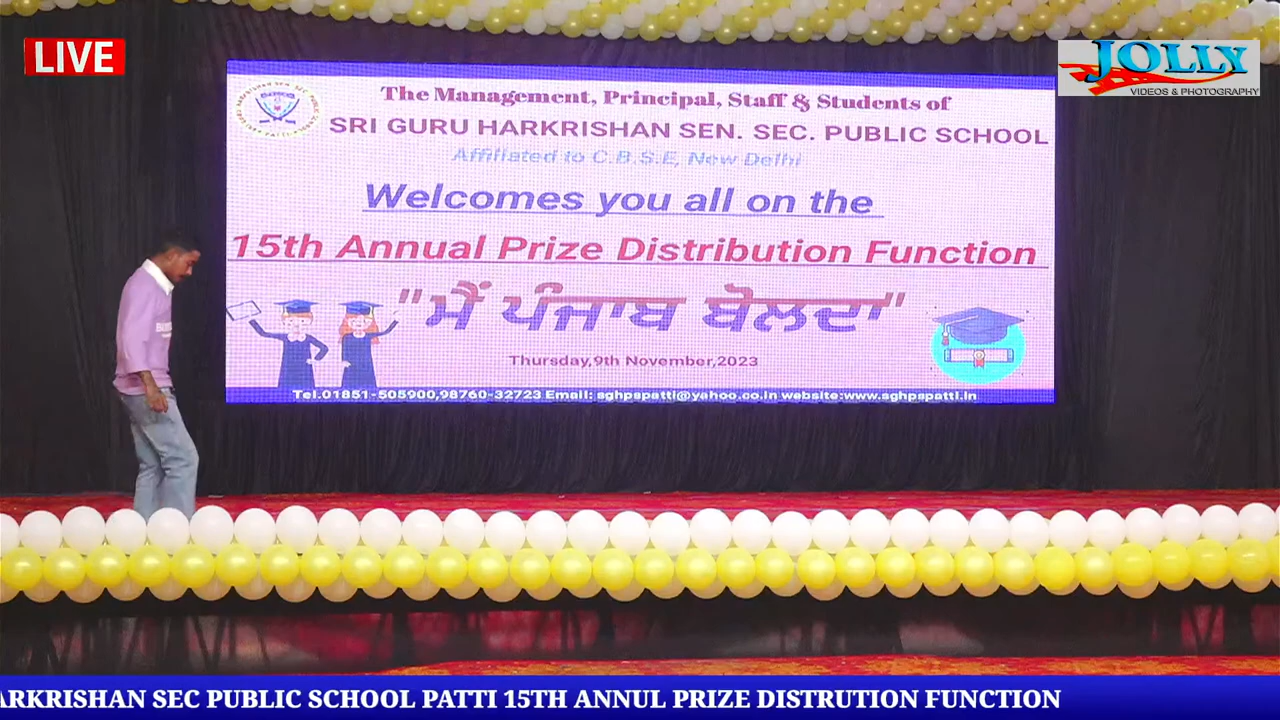 LIVE
JOLLY
VIDEOS & PHOTOGRAPHY
The Management, Principal, Staff & Students of
SRI GURU HARKRISHAN SEN. SEC. PUBLIC SCHOOL
Affiliated to C.B.S.E, New Delhi
Welcomes you all on the
15th Annual Prize Distribution Function
"ਮੈਂ ਪੰਜਾਬ ਬੋਲਦਾ"
Thursday,9th November,2023
Tel.01851-505900,98760-32723 Email: sghpspatti@yahoo.co.in website:www.sghpspatti.in
ARKRISHAN SEC PUBLIC SCHOOL PATTI 15TH ANNUL PRIZE DISTRUTION FUNCTION